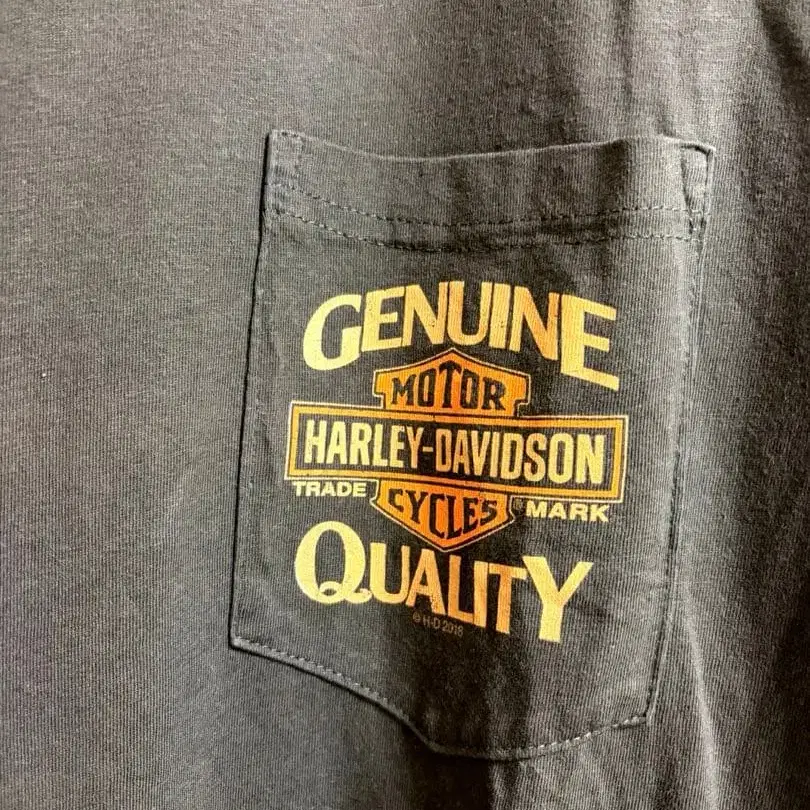 GENUINE
MOTOR
HARLEY-DAVIDSON
TRADE MARK
CYCLES
QUALITY
© H-D 2018